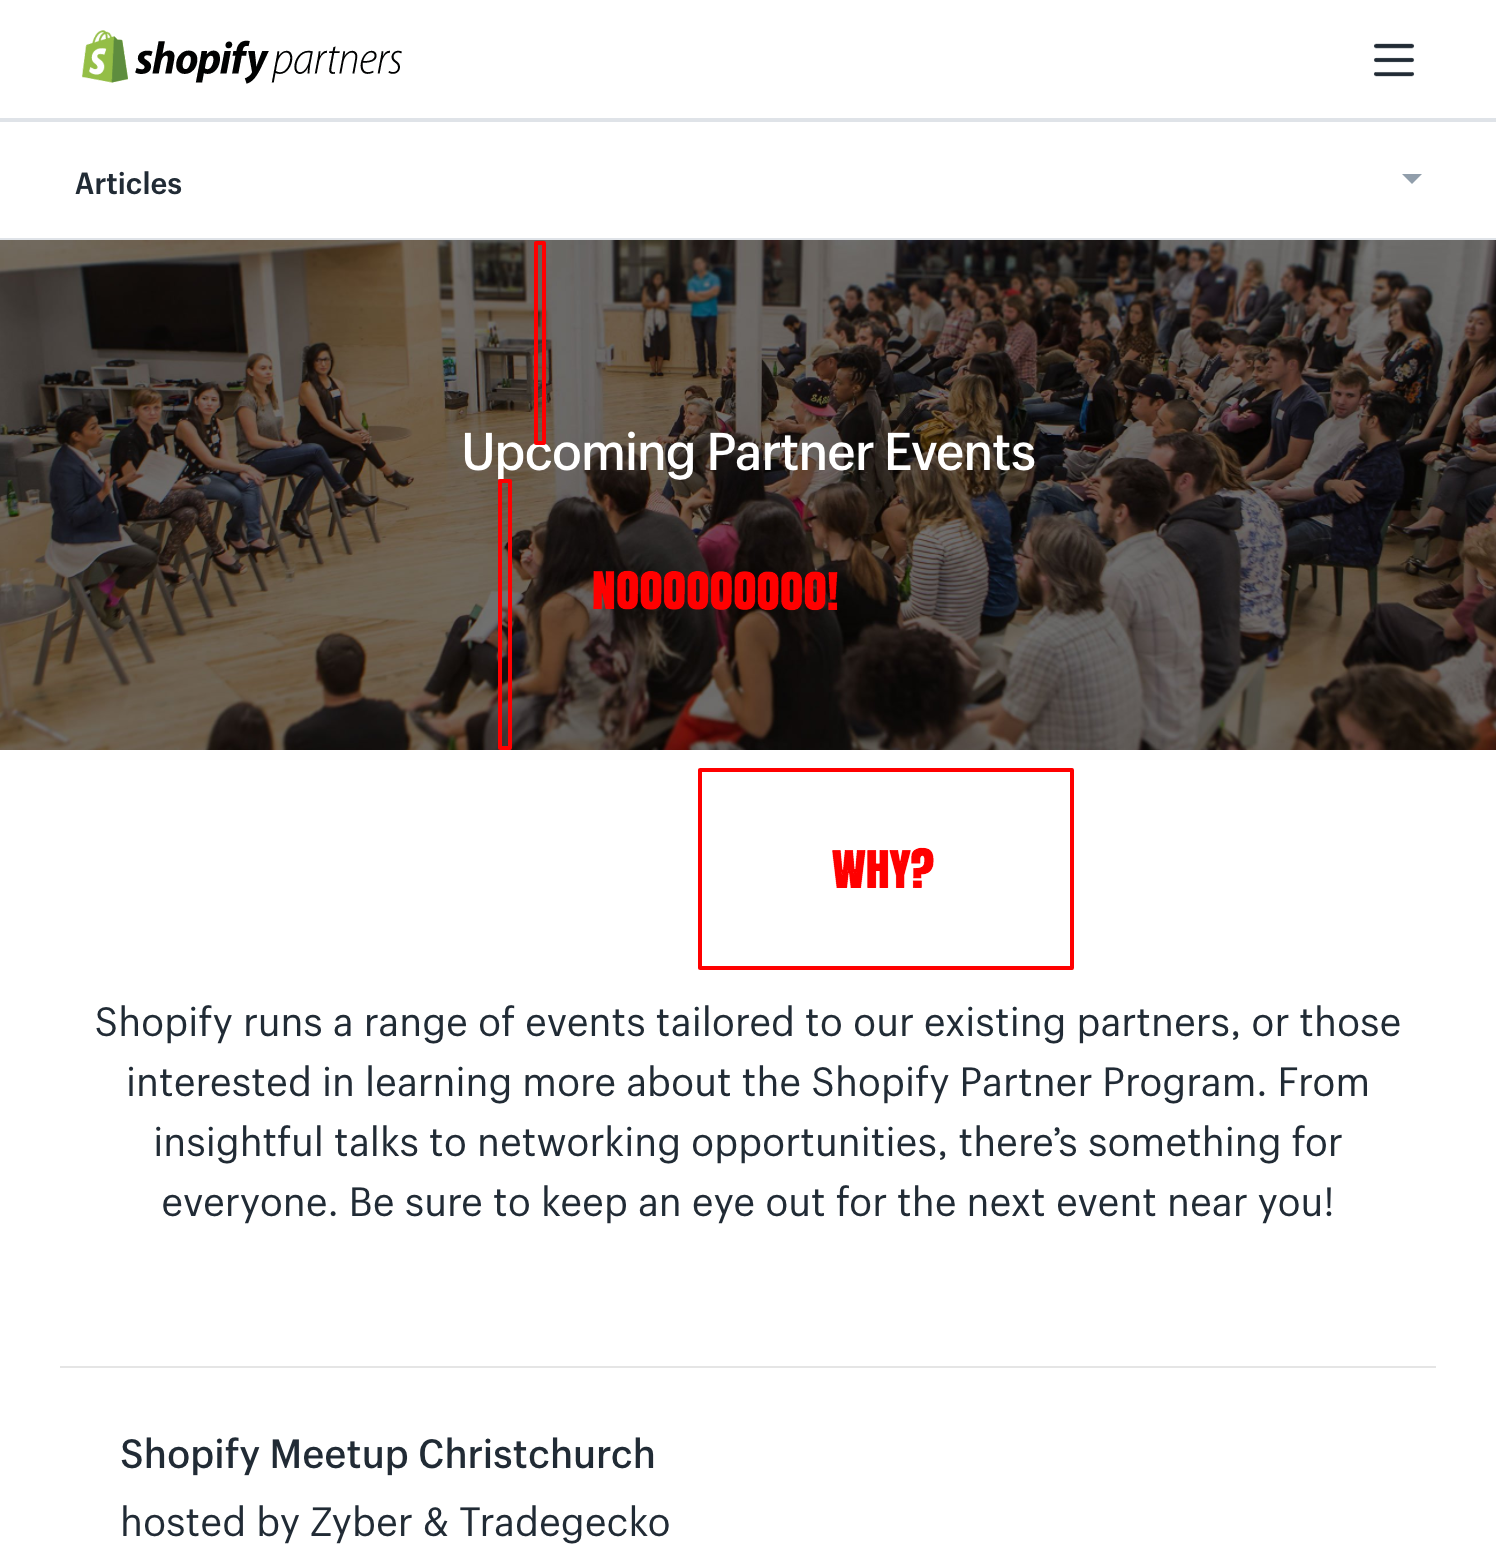 shopify partners
Articles
Upcoming Partner Events
NOOOOOOOOO!
WHY?
Shopify runs a range of events tailored to our existing partners, or those
interested in learning more about the Shopify Partner Program. From
insightful talks to networking opportunities, there’s something for
everyone. Be sure to keep an eye out for the next event near you!
Shopify Meetup Christchurch
hosted by Zyber & Tradegecko